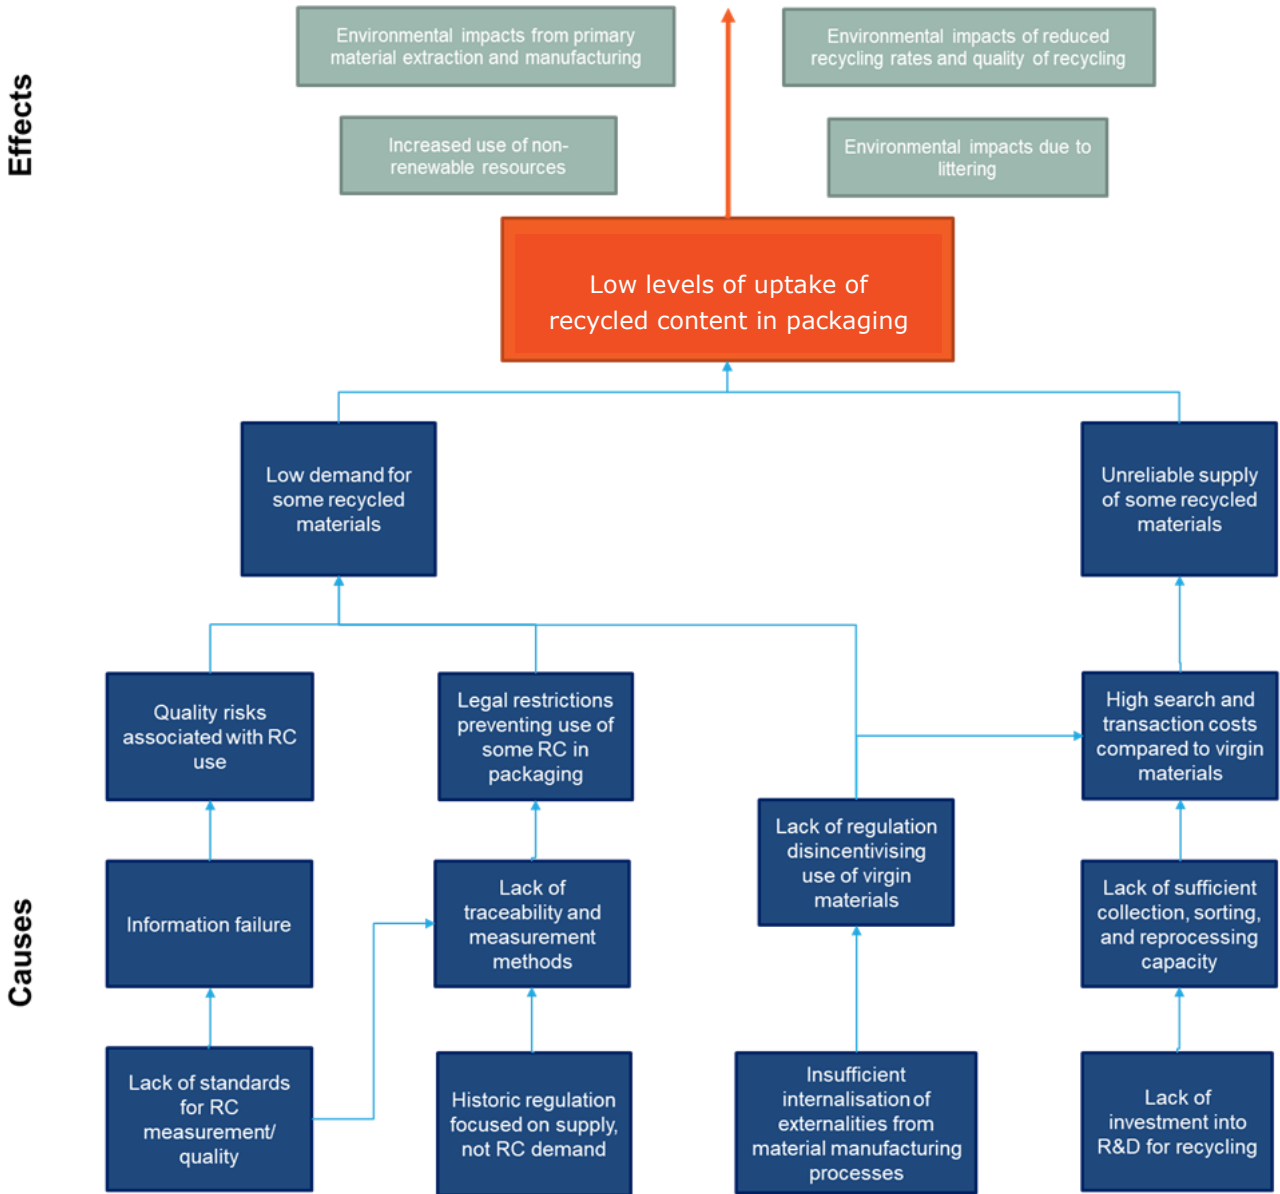 Effects
Environmental impacts from primary
material extraction and manufacturing
Environmental impacts of reduced
recycling rates and quality of recycling
Increased use of non-
renewable resources
Environmental impacts due to
littering
Low levels of uptake of
recycled content in packaging
Low demand for
some recycled
materials
Unreliable supply
of some recycled
materials
Quality risks
associated with RC
use
Legal restrictions
preventing use of
some RC in
packaging
High search and
transaction costs
compared to virgin
materials
Lack of regulation
disincentivising
use of virgin
materials
Causes
Information failure
Lack of
traceability and
measurement
methods
Lack of sufficient
collection, sorting,
and reprocessing
capacity
Lack of standards
for RC
measurement/
quality
Historic regulation
focused on supply,
not RC demand
Insufficient
internalisation of
externalities from
material manufacturing
processes
Lack of
investment into
R&D for recycling